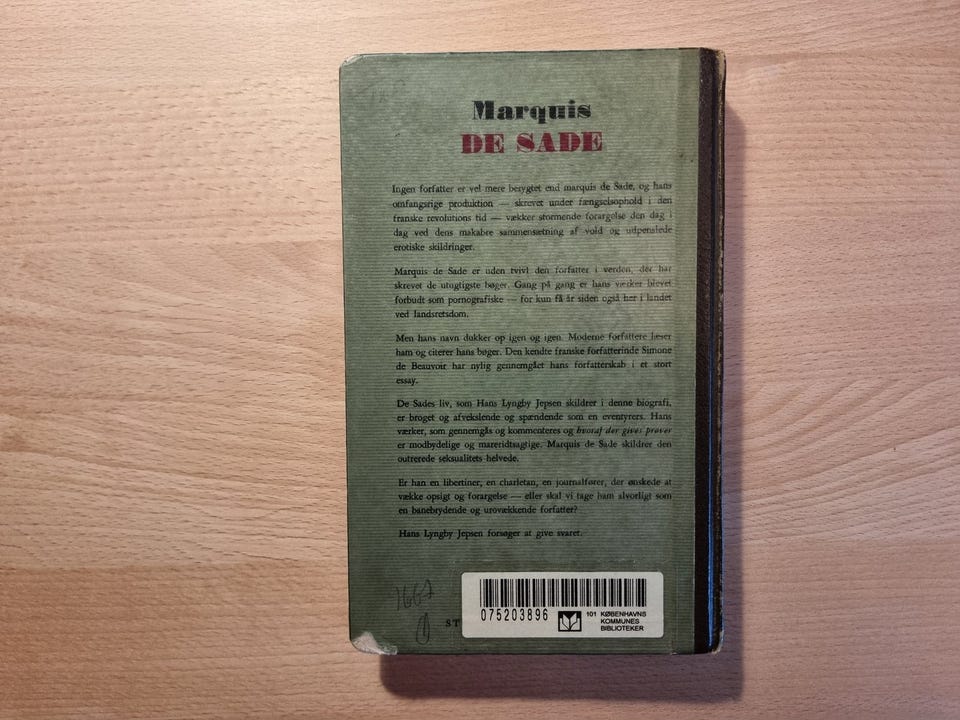 Marquis
DE SADE
Ingen forfatter er vel mere berygtet end marquis de Sade, og hans
omfangsrige produktion — skrevet under fængselsophold i den
franske revolutions tid — vækker stormende forargelse den dag i
dag ved dens makabre sammensætning af vold og udpenslede
erotiske skildringer.
Marquis de Sade er uden tvivl den forfatter i verden, der har
skrevet de utugtigste bøger. Gang på gang er hans værker blevet
forbudt som pornografiske — for kun få år siden også her i landet
ved landsretsdom.
Men hans navn dukker op igen og igen. Moderne forfattere læser
ham og citerer hans bøger. Den kendte franske forfatterinde Simone
de Beauvoir har nylig gennemgået hans forfatterskab i et stort
essay.
De Sades liv, som Hans Lyngby Jepsen skildrer i denne biografi,
er broget og afvekslende og spændende som en eventyrers. Hans
værker, som gennemgås og kommenteres og hvoraf der gives prøver
er modbydelige og mareridtsagtige. Marquis de Sade skildrer den
outrerede seksualitets helvede.
Er han en libertiner, en charletan, en journalfører, der ønskede at
vække opsigt og forargelse — eller skal vi tage ham alvorligt som
en banebrydende og urovækkende forfatter?
Hans Lyngby Jepsen forsøger at give svaret.
ST
075203896
101 KØBENHAVNS
KOMMUNES
BIBLIOTEKER